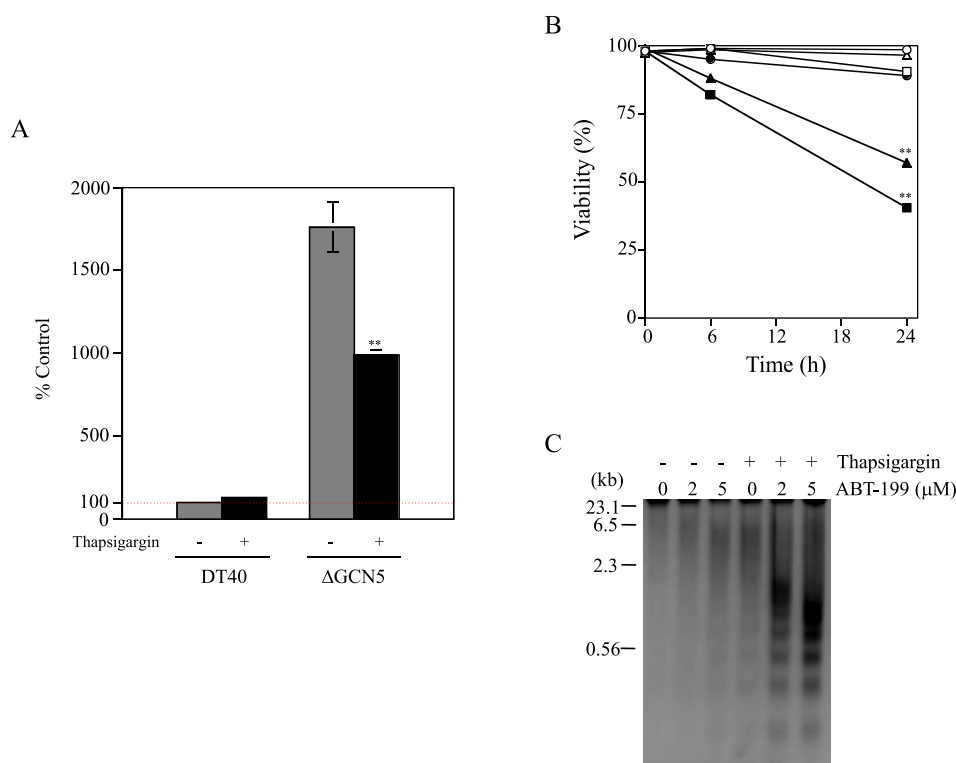 A
2000
1500
1000
500
100
0
% Control
**
Thapsigargin - + - +
DT40 ΔGCN5
B
100
75
50
25
0
Viability (%)
**
**
0 6 12 18 24
Time (h)
C
- - - + + + Thapsigargin
(kb) 0 2 5 0 2 5 ABT-199 (μM)
23.1
6.5
2.3
0.56